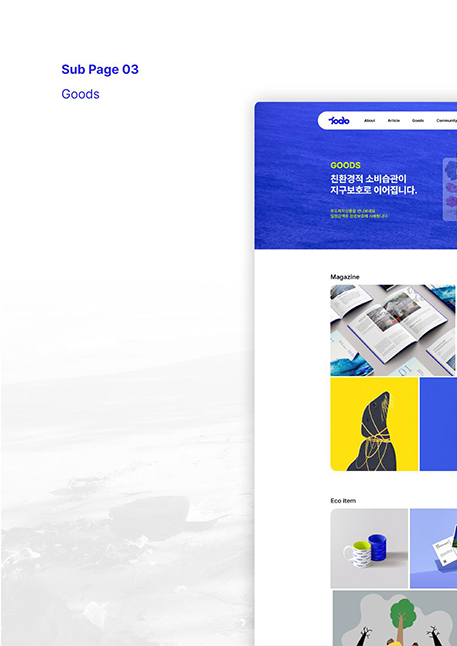 Sub Page 03
Goods
Todo
About
Article
Goods
Community
GOODS
친환경적 소비습관이
지구보호로 이어집니다.
Magazine
Eco item